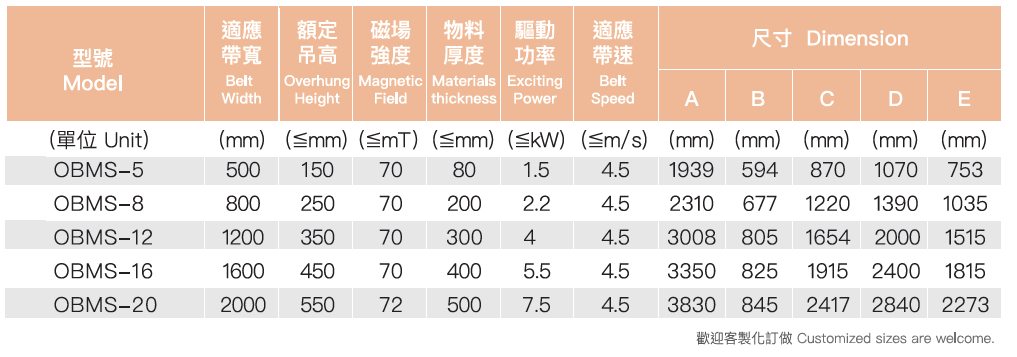 型號 Model 適應帶寬 Belt Width 額定吊高 Overhung Height 磁場強度 Magnetic Field 物料厚度 Materials thickness 驅動功率 Exciting Power 適應帶速 Belt Speed 尺寸 Dimension
A B C D E
(單位 Unit) (mm) (≦mm) (≦mT) (≦mm) (≦kW) (≦m/s) (mm) (mm) (mm) (mm) (mm)
OBMS-5 500 150 70 80 1.5 4.5 1939 594 870 1070 753
OBMS-8 800 250 70 200 2.2 4.5 2310 677 1220 1390 1035
OBMS-12 1200 350 70 300 4 4.5 3008 805 1654 2000 1515
OBMS-16 1600 450 70 400 5.5 4.5 3350 825 1915 2400 1815
OBMS-20 2000 550 72 500 7.5 4.5 3830 845 2417 2840 2273
歡迎客製化訂做 Customized sizes are welcome.